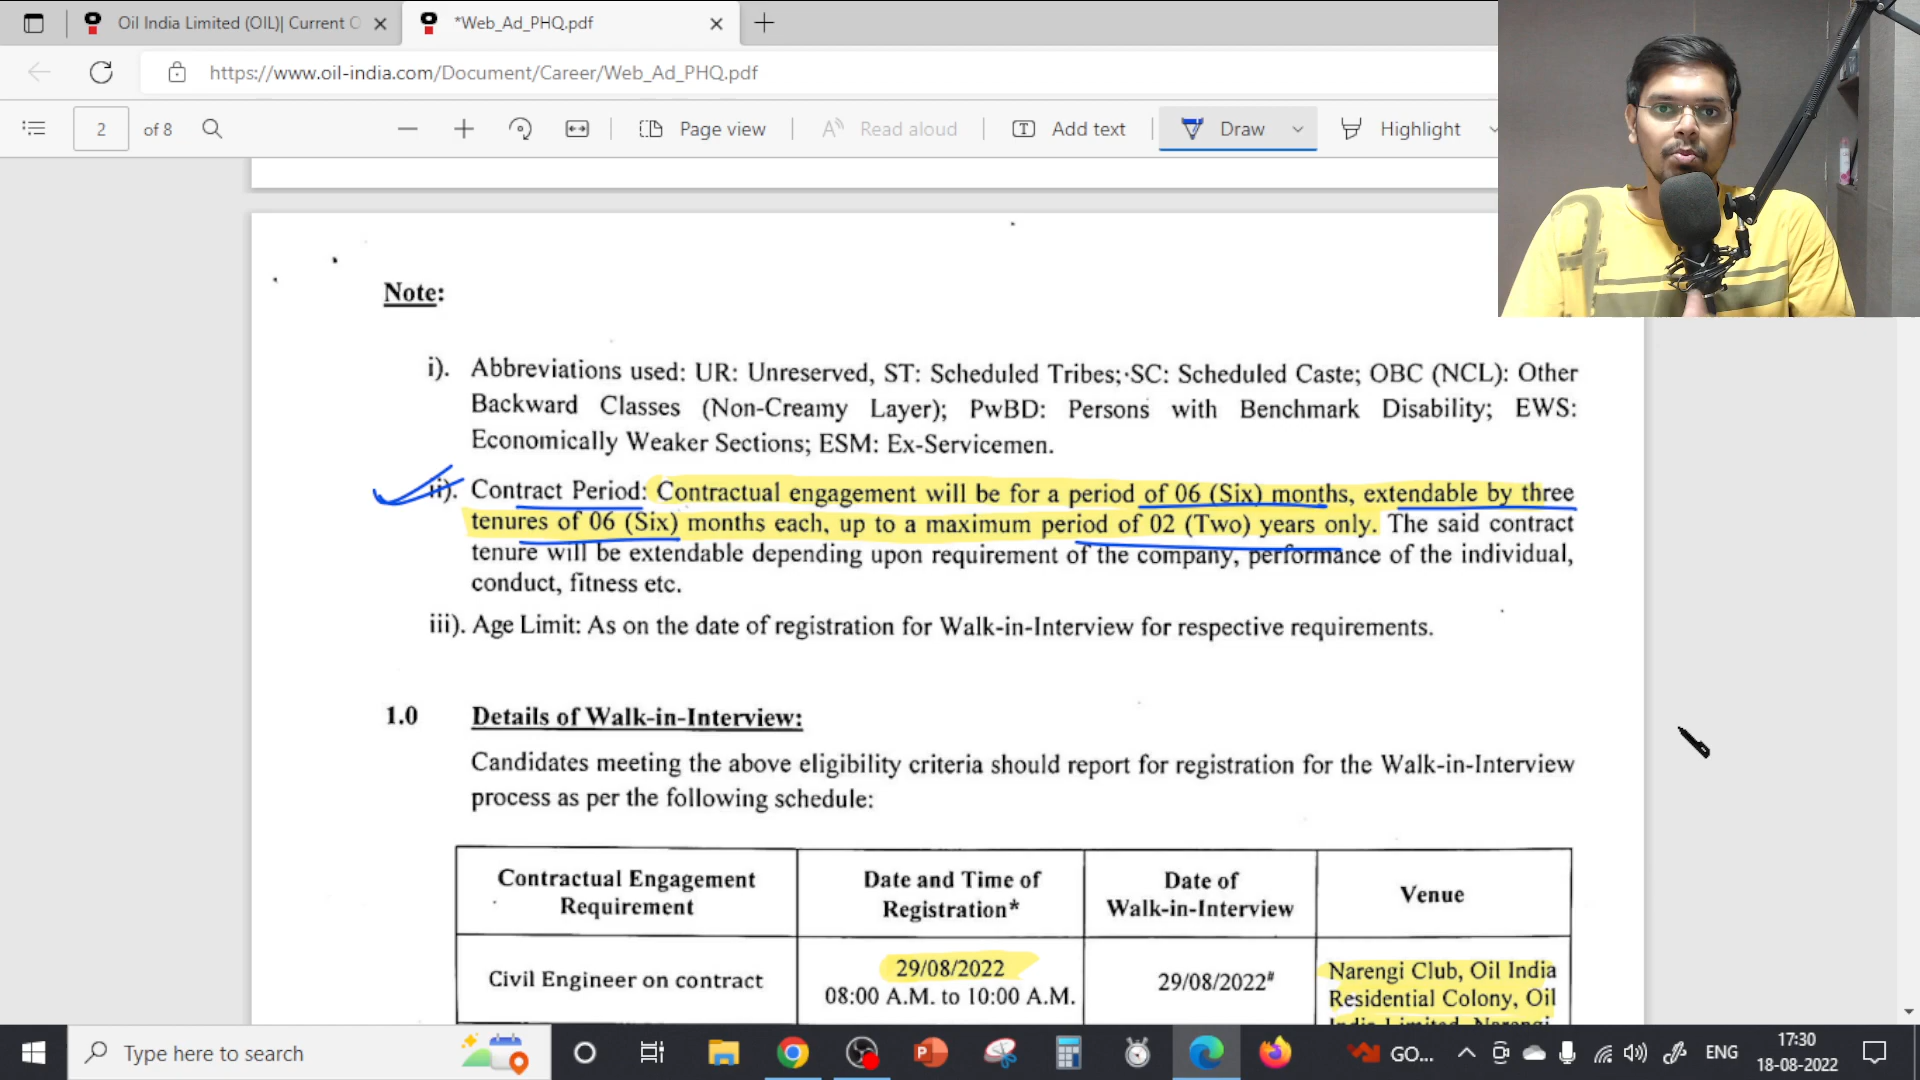 Oil India Limited (OIL)| Current O
*Web_Ad_PHQ.pdf
https://www.oil-india.com/Document/Career/Web_Ad_PHQ.pdf
2 of 8
Page view
Read aloud
Add text
Draw
Highlight
Note:
i). Abbreviations used: UR: Unreserved, ST: Scheduled Tribes; SC: Scheduled Caste; OBC (NCL): Other
Backward Classes (Non-Creamy Layer); PwBD: Persons with Benchmark Disability; EWS:
Economically Weaker Sections; ESM: Ex-Servicemen.
ii). Contract Period: Contractual engagement will be for a period of 06 (Six) months, extendable by three
tenures of 06 (Six) months each, up to a maximum period of 02 (Two) years only. The said contract
tenure will be extendable depending upon requirement of the company, performance of the individual,
conduct, fitness etc.
iii). Age Limit: As on the date of registration for Walk-in-Interview for respective requirements.
1.0 Details of Walk-in-Interview:
Candidates meeting the above eligibility criteria should report for registration for the Walk-in-Interview
process as per the following schedule:
Contractual Engagement
Requirement
Date and Time of
Registration*
Date of
Walk-in-Interview
Venue
Civil Engineer on contract
29/08/2022
08:00 A.M. to 10:00 A.M.
29/08/2022#
Narengi Club, Oil India
Residential Colony, Oil
India Limited, Narengi,
Type here to search
GO...
ENG
17:30
18-08-2022